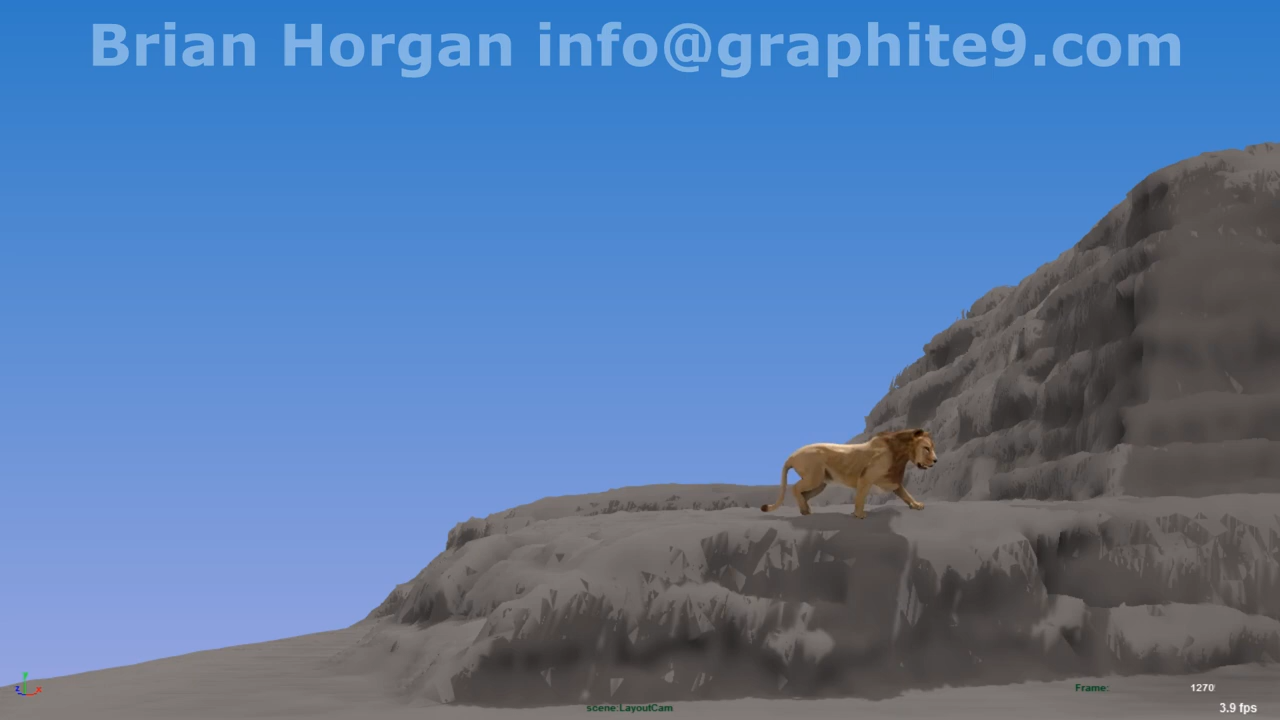 Brian Horgan info@graphite9.com
y
z x
Frame: 1270
scene:LayoutCam
3.9 fps